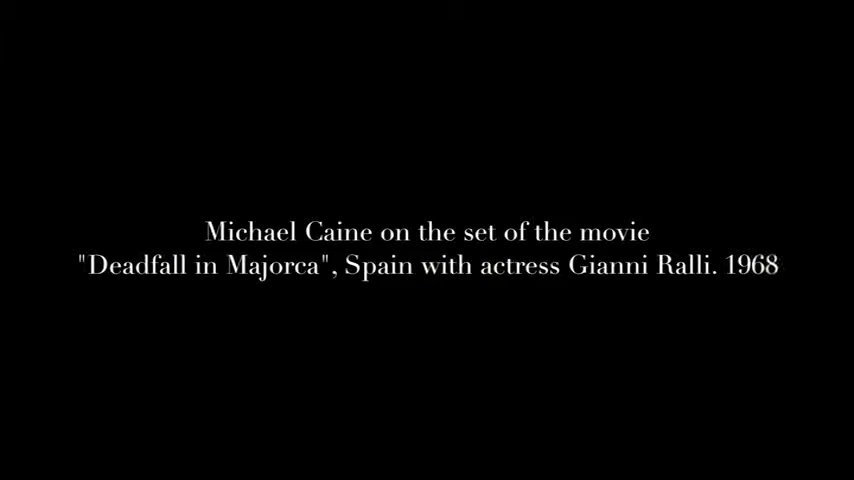 Michael Caine on the set of the movie
"Deadfall in Majorca", Spain with actress Gianni Ralli. 1968